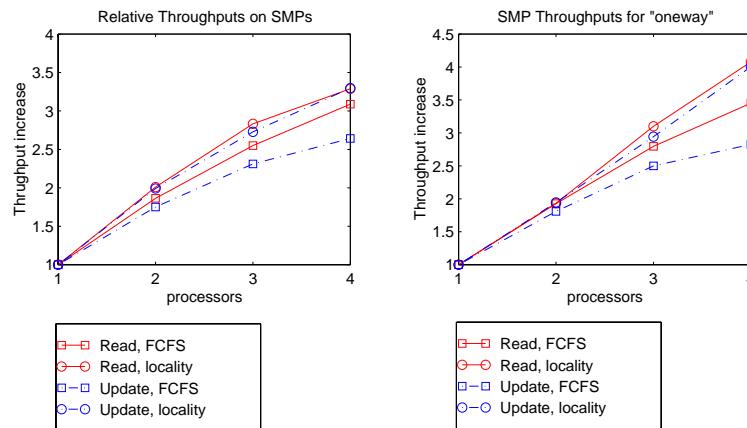 Relative Throughputs on SMPs
4
3.5
3
2.5
2
1.5
1
1 2 3 4
Thrughput increase
processors
Read, FCFS
Read, locality
Update, FCFS
Update, locality
SMP Throughputs for "oneway"
4.5
4
3.5
3
2.5
2
1.5
1
1 2 3
Throughput increase
processors
Read, FCFS
Read, locality
Update, FCFS
Update, locality